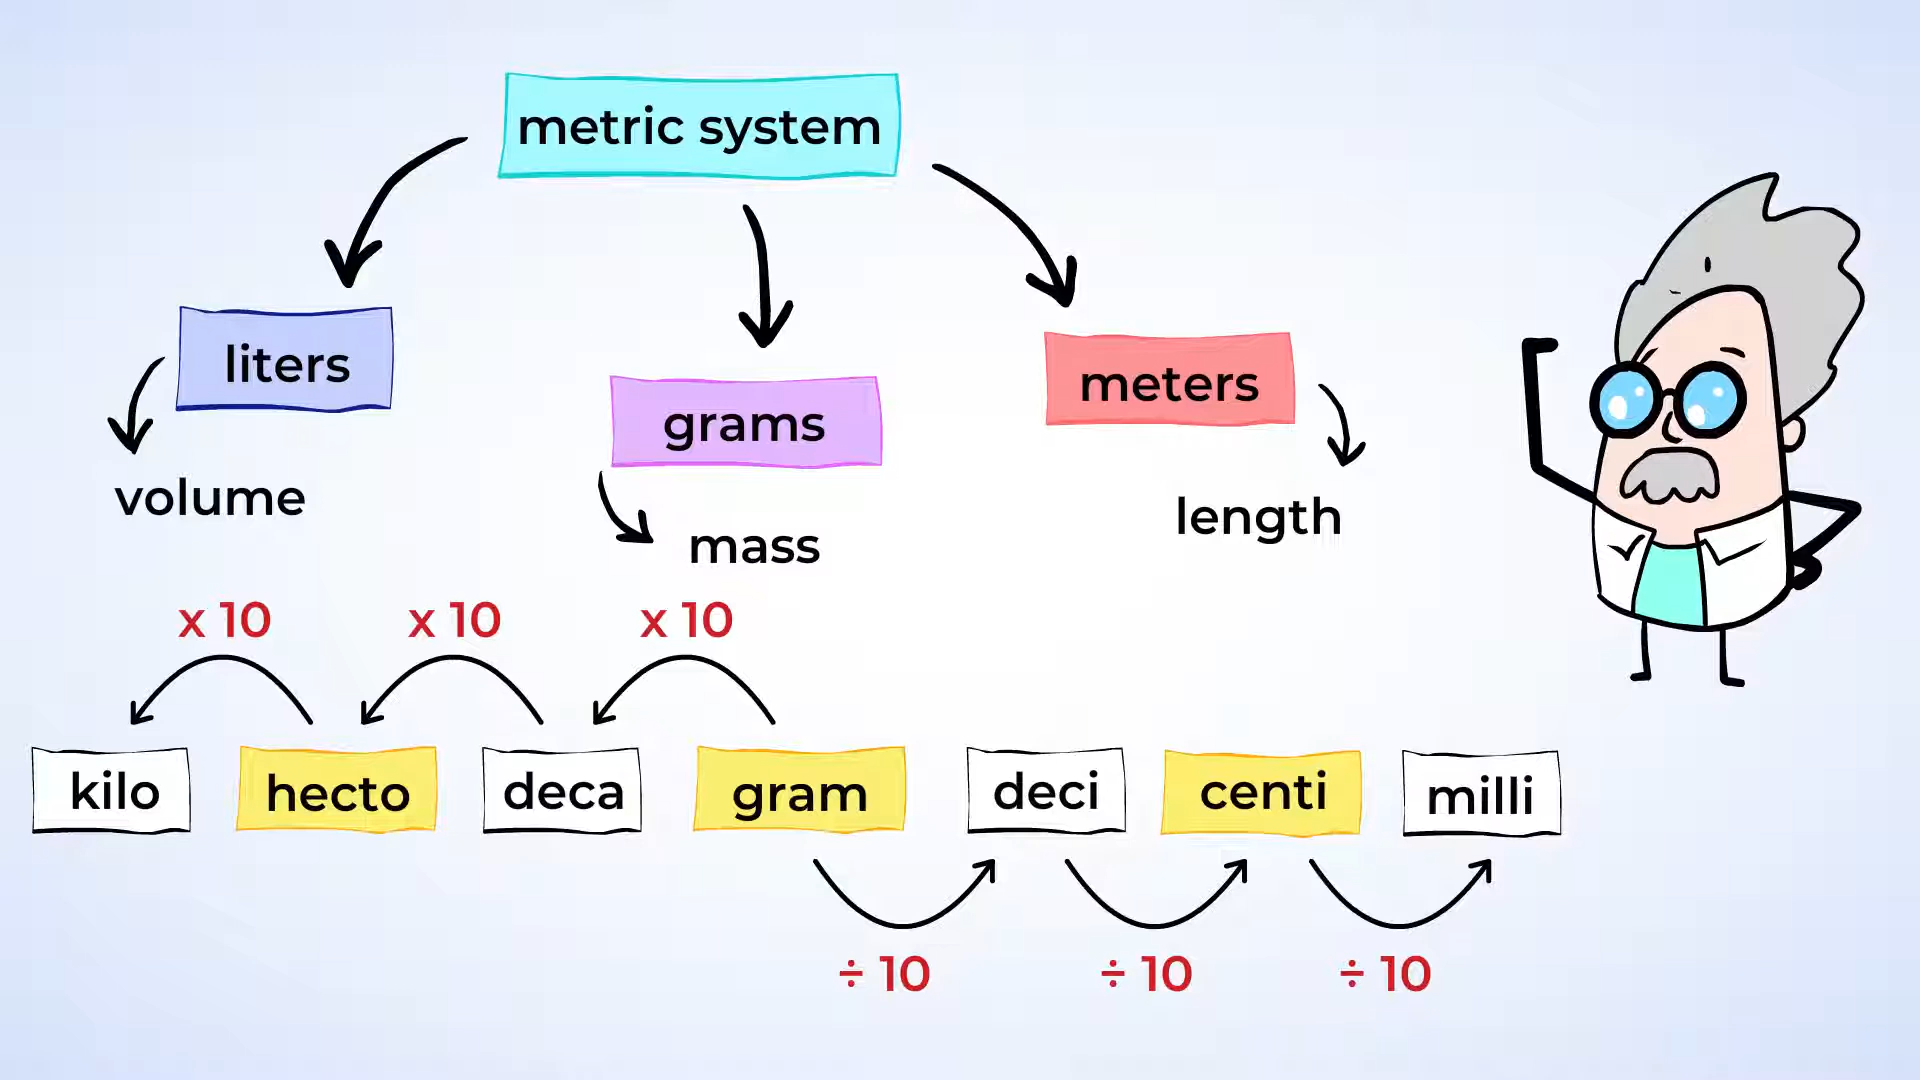 metric system
liters
grams
meters
volume
mass
length
x 10
x 10
x 10
kilo
hecto
deca
gram
deci
centi
milli
÷ 10
÷ 10
÷ 10